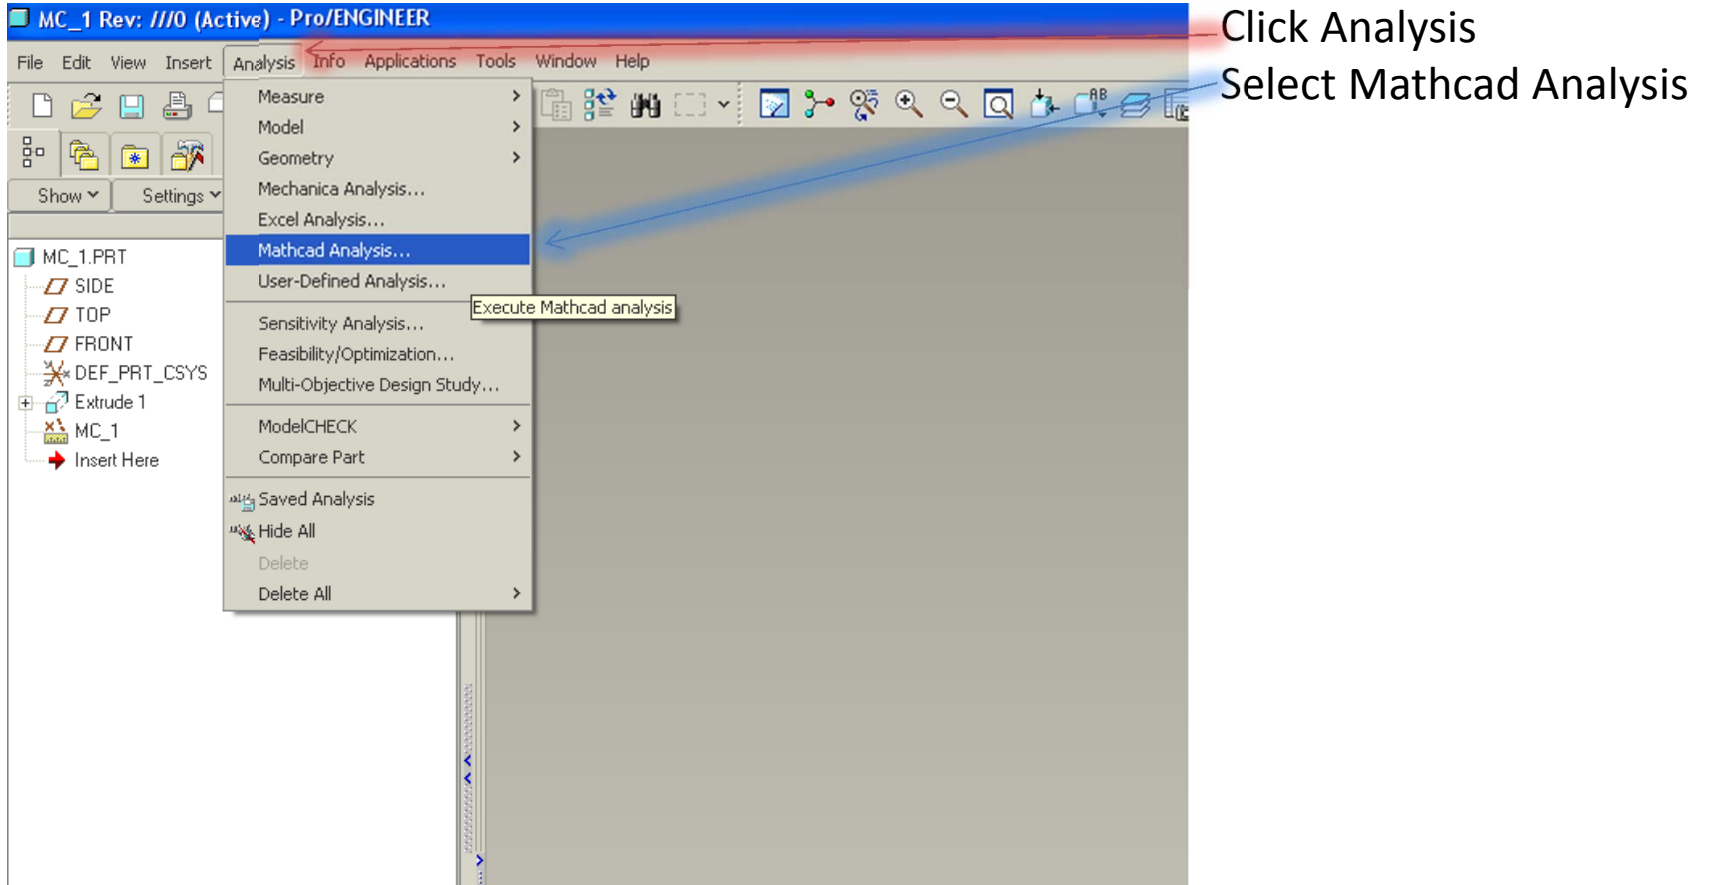 MC_1 Rev: ///0 (Active) - Pro/ENGINEER
Click Analysis
Select Mathcad Analysis
File Edit View Insert Analysis Info Applications Tools Window Help
Show Settings
MC_1.PRT
SIDE
TOP
FRONT
DEF_PRT_CSYS
Extrude 1
MC_1
Insert Here
Measure
Model
Geometry
Mechanica Analysis...
Excel Analysis...
Mathcad Analysis...
User-Defined Analysis...
Execute Mathcad analysis
Sensitivity Analysis...
Feasibility/Optimization...
Multi-Objective Design Study...
ModelCHECK
Compare Part
Saved Analysis
Hide All
Delete
Delete All
AB